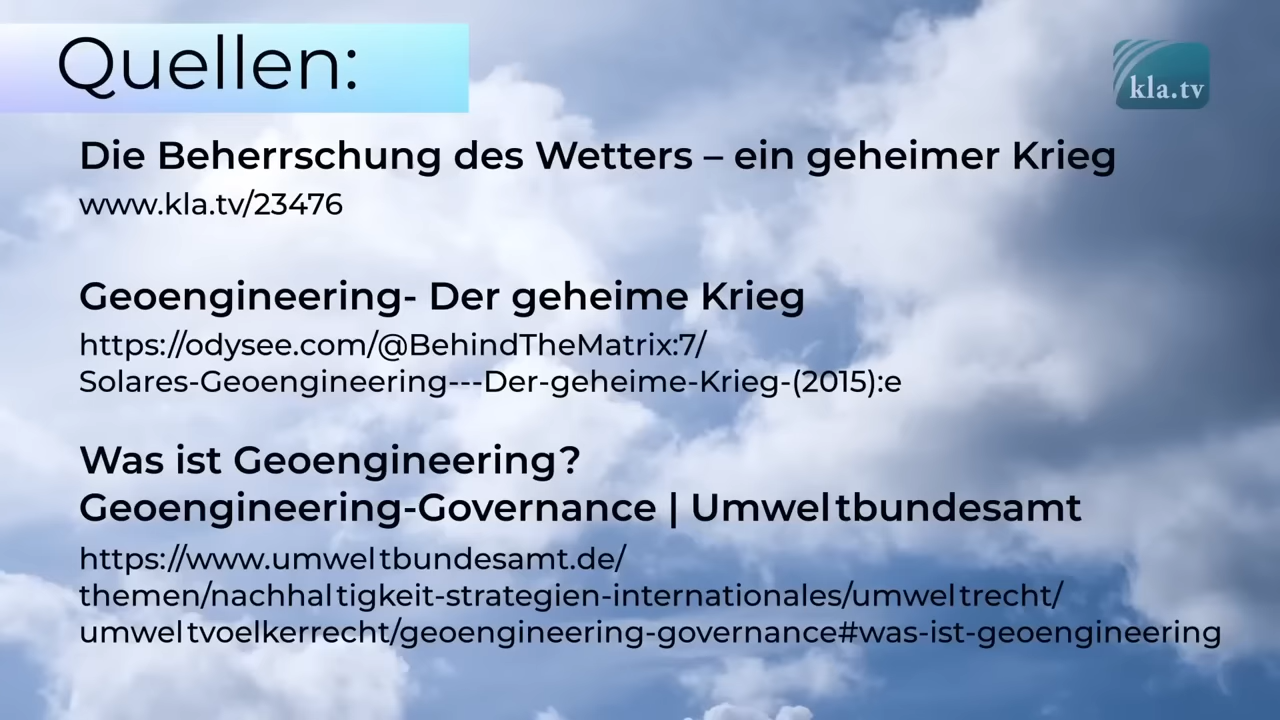 Quellen:
kla.tv
Die Beherrschung des Wetters – ein geheimer Krieg
www.kla.tv/23476
Geoengineering- Der geheime Krieg
https://odysee.com/@BehindTheMatrix:7/
Solares-Geoengineering---Der-geheime-Krieg-(2015):e
Was ist Geoengineering?
Geoengineering-Governance | Umweltbundesamt
https://www.umweltbundesamt.de/
themen/nachhaltigkeit-strategien-internationales/umweltrecht/
umweltvoelkerrecht/geoengineering-governance#was-ist-geoengineering